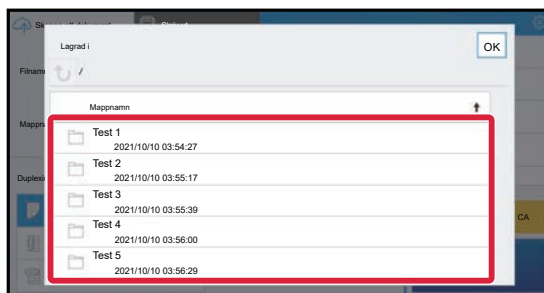 Lagrad i
OK
Filnamn
/
Mappnamn
Test 1
2021/10/10 03:54:27
Test 2
2021/10/10 03:55:17
Test 3
2021/10/10 03:55:39
Test 4
2021/10/10 03:56:00
Test 5
2021/10/10 03:56:29
CA